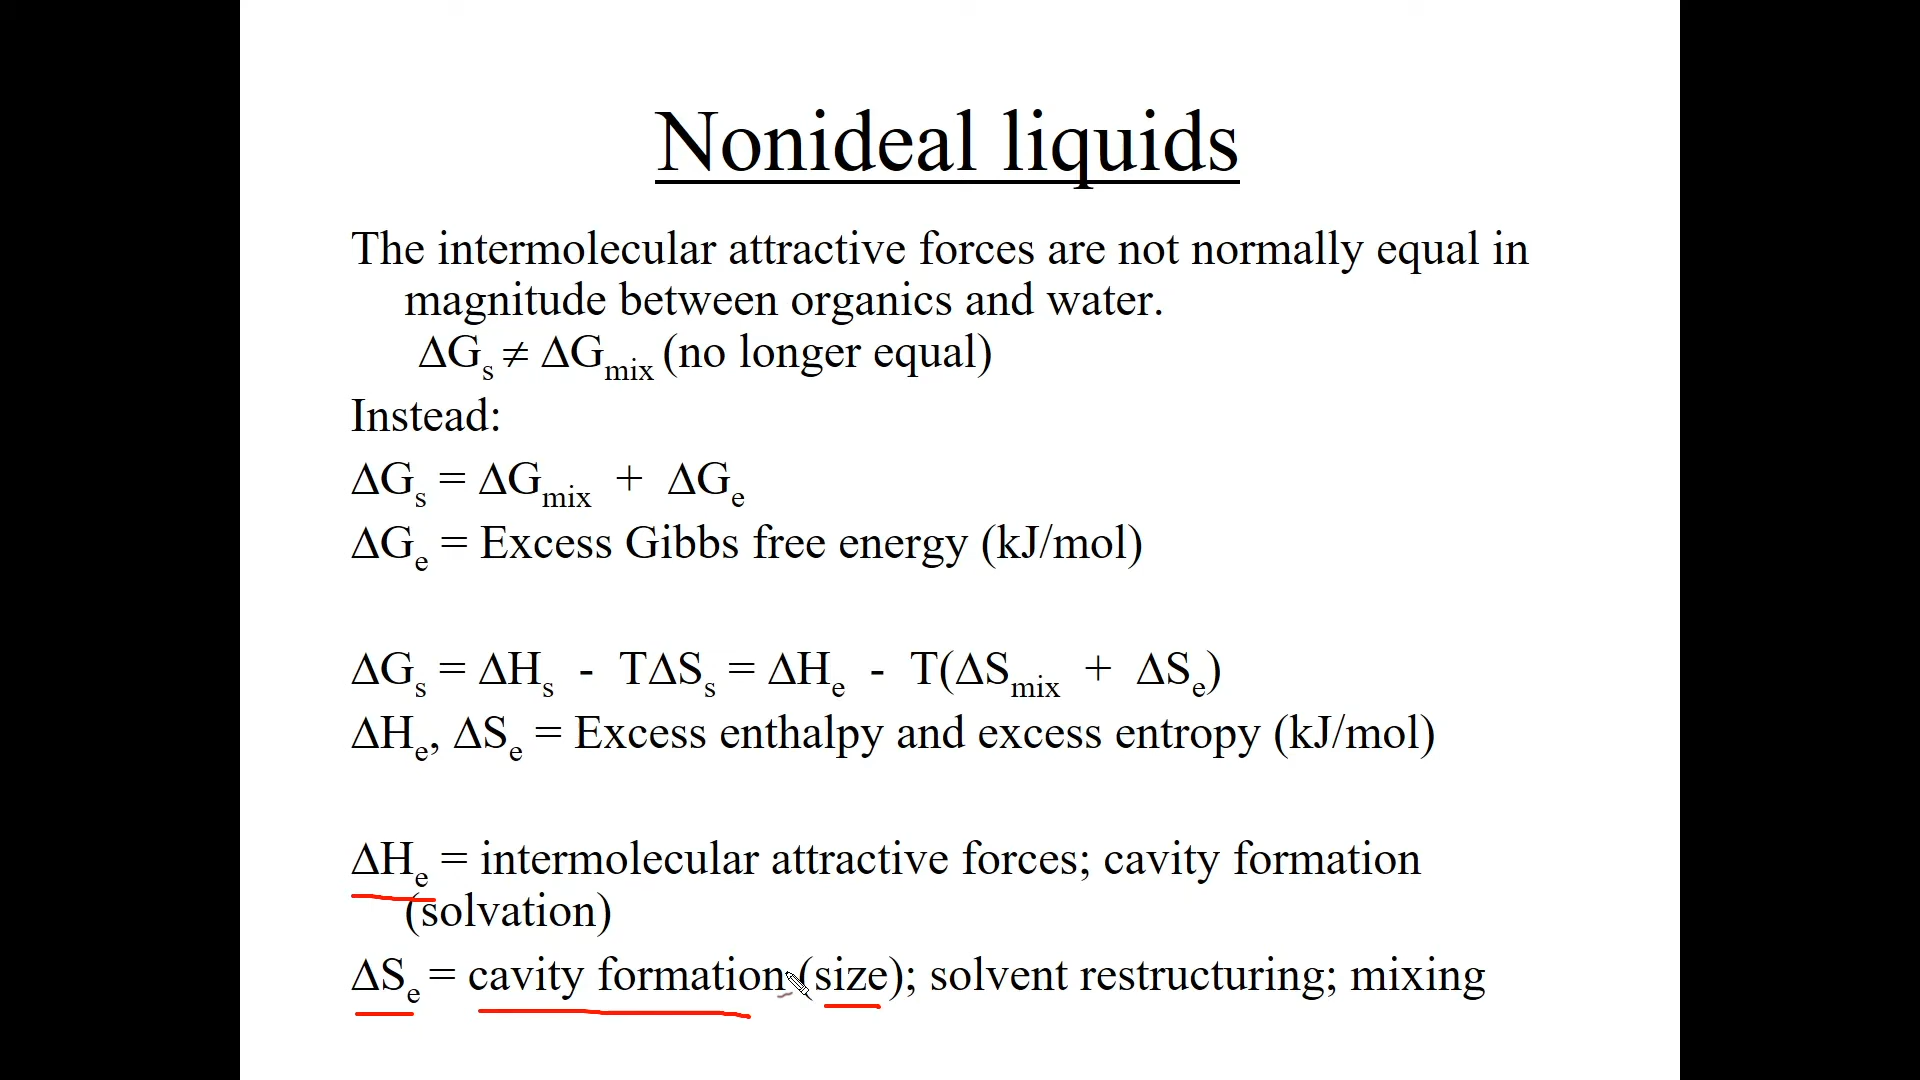 Nonideal liquids
The intermolecular attractive forces are not normally equal in
magnitude between organics and water.
ΔGs ≠ ΔGmix (no longer equal)
Instead:
ΔGs = ΔGmix + ΔGe
ΔGe = Excess Gibbs free energy (kJ/mol)
ΔGs = ΔHs - TΔSs = ΔHe - T(ΔSmix + ΔSe)
ΔHe, ΔSe = Excess enthalpy and excess entropy (kJ/mol)
ΔHe = intermolecular attractive forces; cavity formation
(solvation)
ΔSe = cavity formation (size); solvent restructuring; mixing